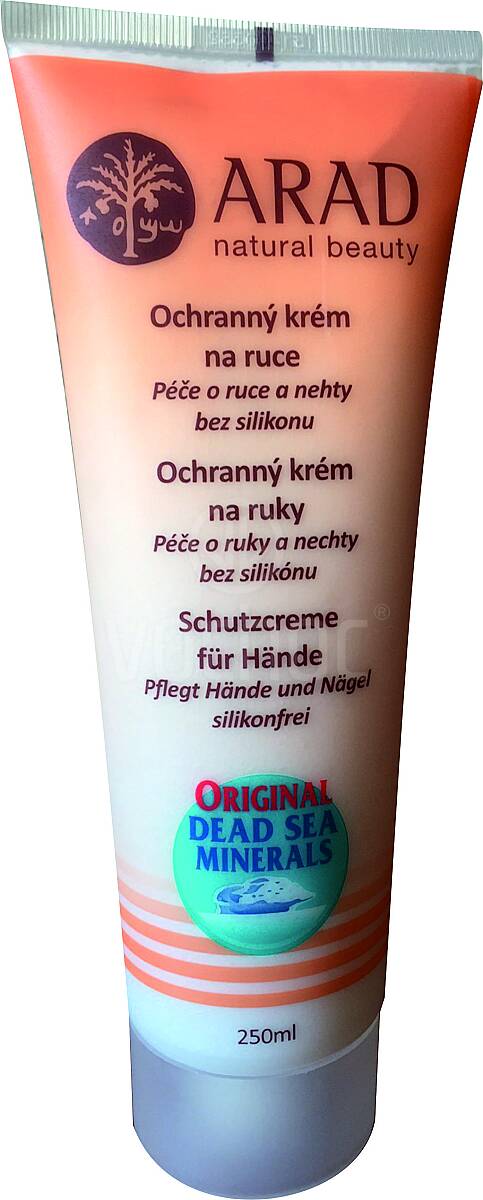 ARAD
natural beauty
Ochranný krém
na ruce
Péče o ruce a nehty
bez silikonu
Ochranný krém
na ruky
Péče o ruky a nechty
bez silikónu
Schutzcreme
für Hände
Pflegt Hände und Nägel
silikonfrei
ORIGINAL
DEAD SEA
MINERALS
250ml